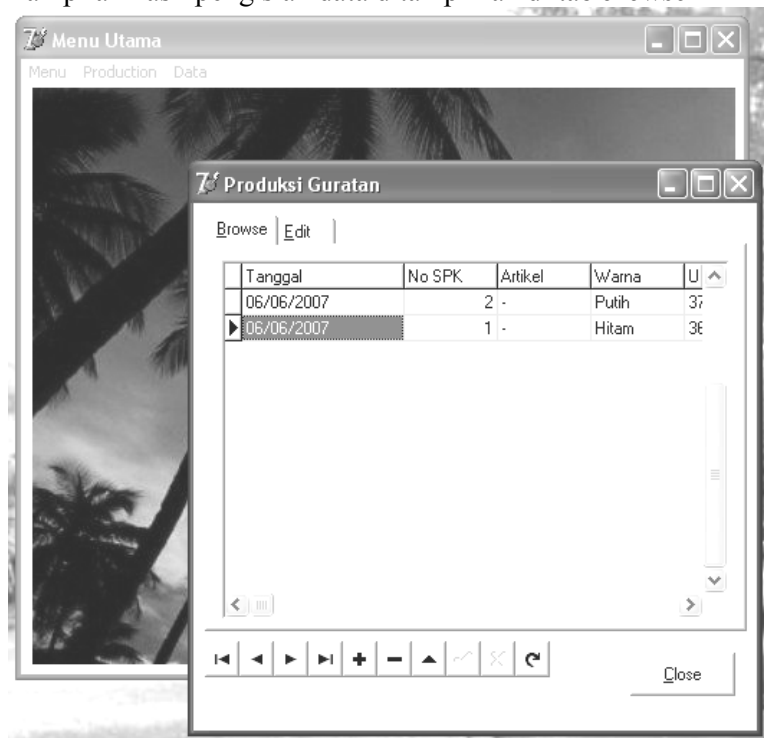 Menu Utama
Menu Production Data
Produksi Guratan
Browse Edit
Tanggal No SPK Artikel Warna U
06/06/2007 2 - Putih 37
06/06/2007 1 - Hitam
Close